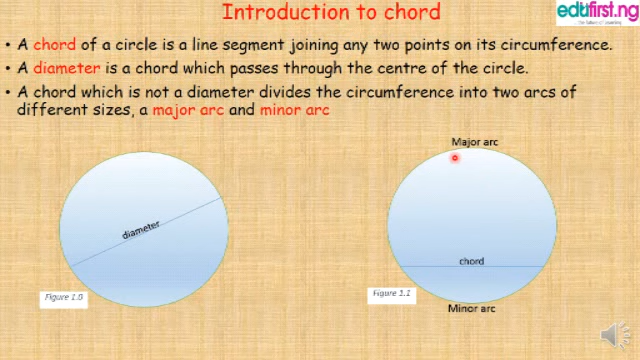 Introduction to chord
edufirst.ng
• A chord of a circle is a line segment joining any two points on its circumference.
• A diameter is a chord which passes through the centre of the circle.
• A chord which is not a diameter divides the circumference into two arcs of
different sizes, a major arc and minor arc
diameter
Figure 1.0
Major arc
chord
Figure 1.1
Minor arc